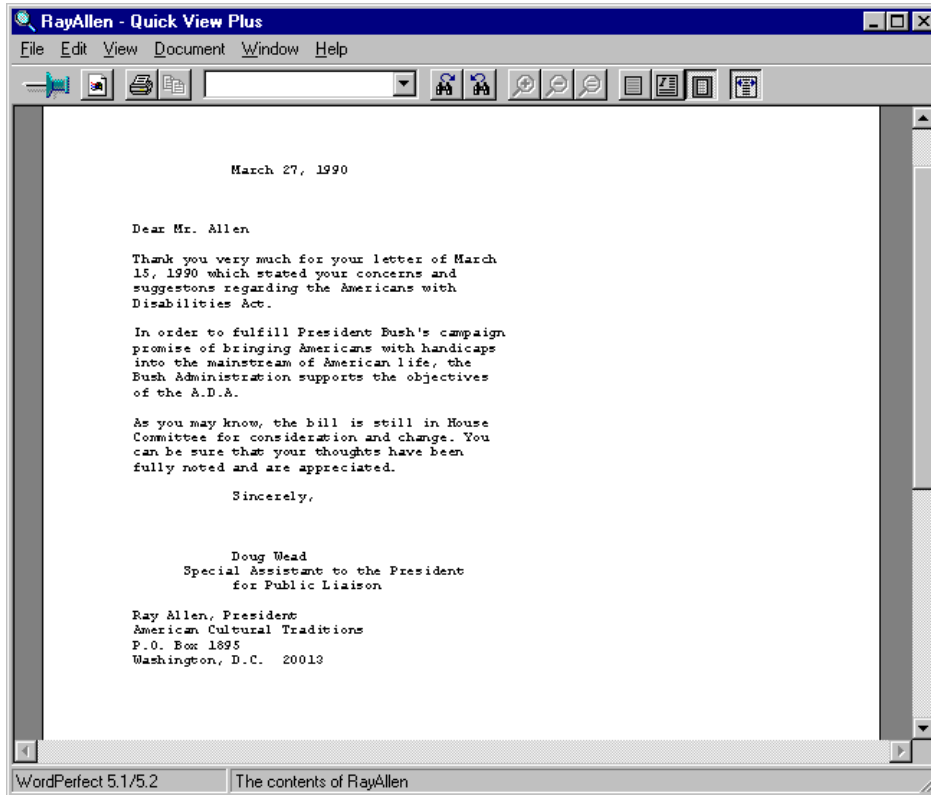 RayAllen - Quick View Plus
File Edit View Document Window Help
March 27, 1990
Dear Mr. Allen
Thank you very much for your letter of March
15, 1990 which stated your concerns and
suggestons regarding the Americans with
Disabilities Act.
In order to fulfill President Bush's campaign
promise of bringing Americans with handicaps
into the mainstream of American life, the
Bush Administration supports the objectives
of the A.D.A.
As you may know, the bill is still in House
Committee for consideration and change. You
can be sure that your thoughts have been
fully noted and are appreciated.
Sincerely,
Doug Wead
Special Assistant to the President
for Public Liaison
Ray Allen, President
American Cultural Traditions
P.O. Box 1895
Washington, D.C. 20013
WordPerfect 5.1/5.2 The contents of RayAllen